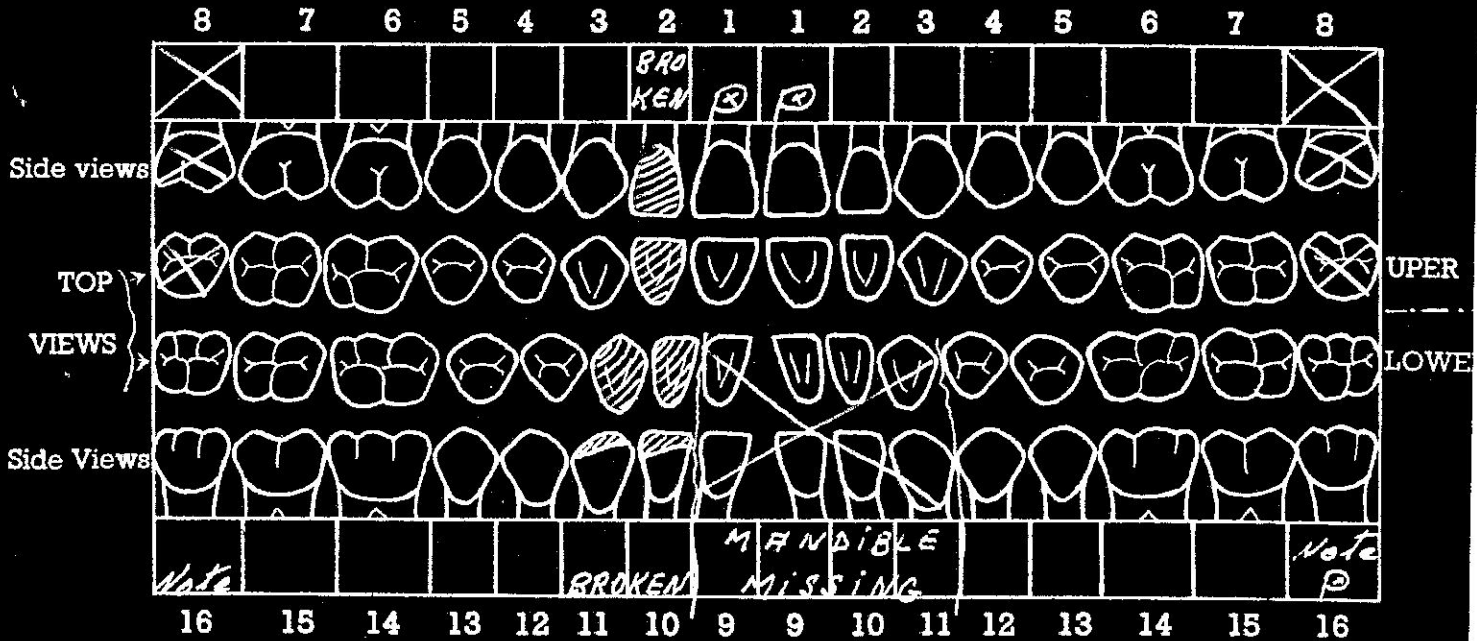 8 7 6 5 4 3 2 1 1 2 3 4 5 6 7 8
BRO
KEN
Side views
TOP
UPER
VIEWS
LOWE
Side Views
MANDiBLE
Note
Note BROKEN MiSSiNG
16 15 14 13 12 11 10 9 9 10 11 12 13 14 15 16